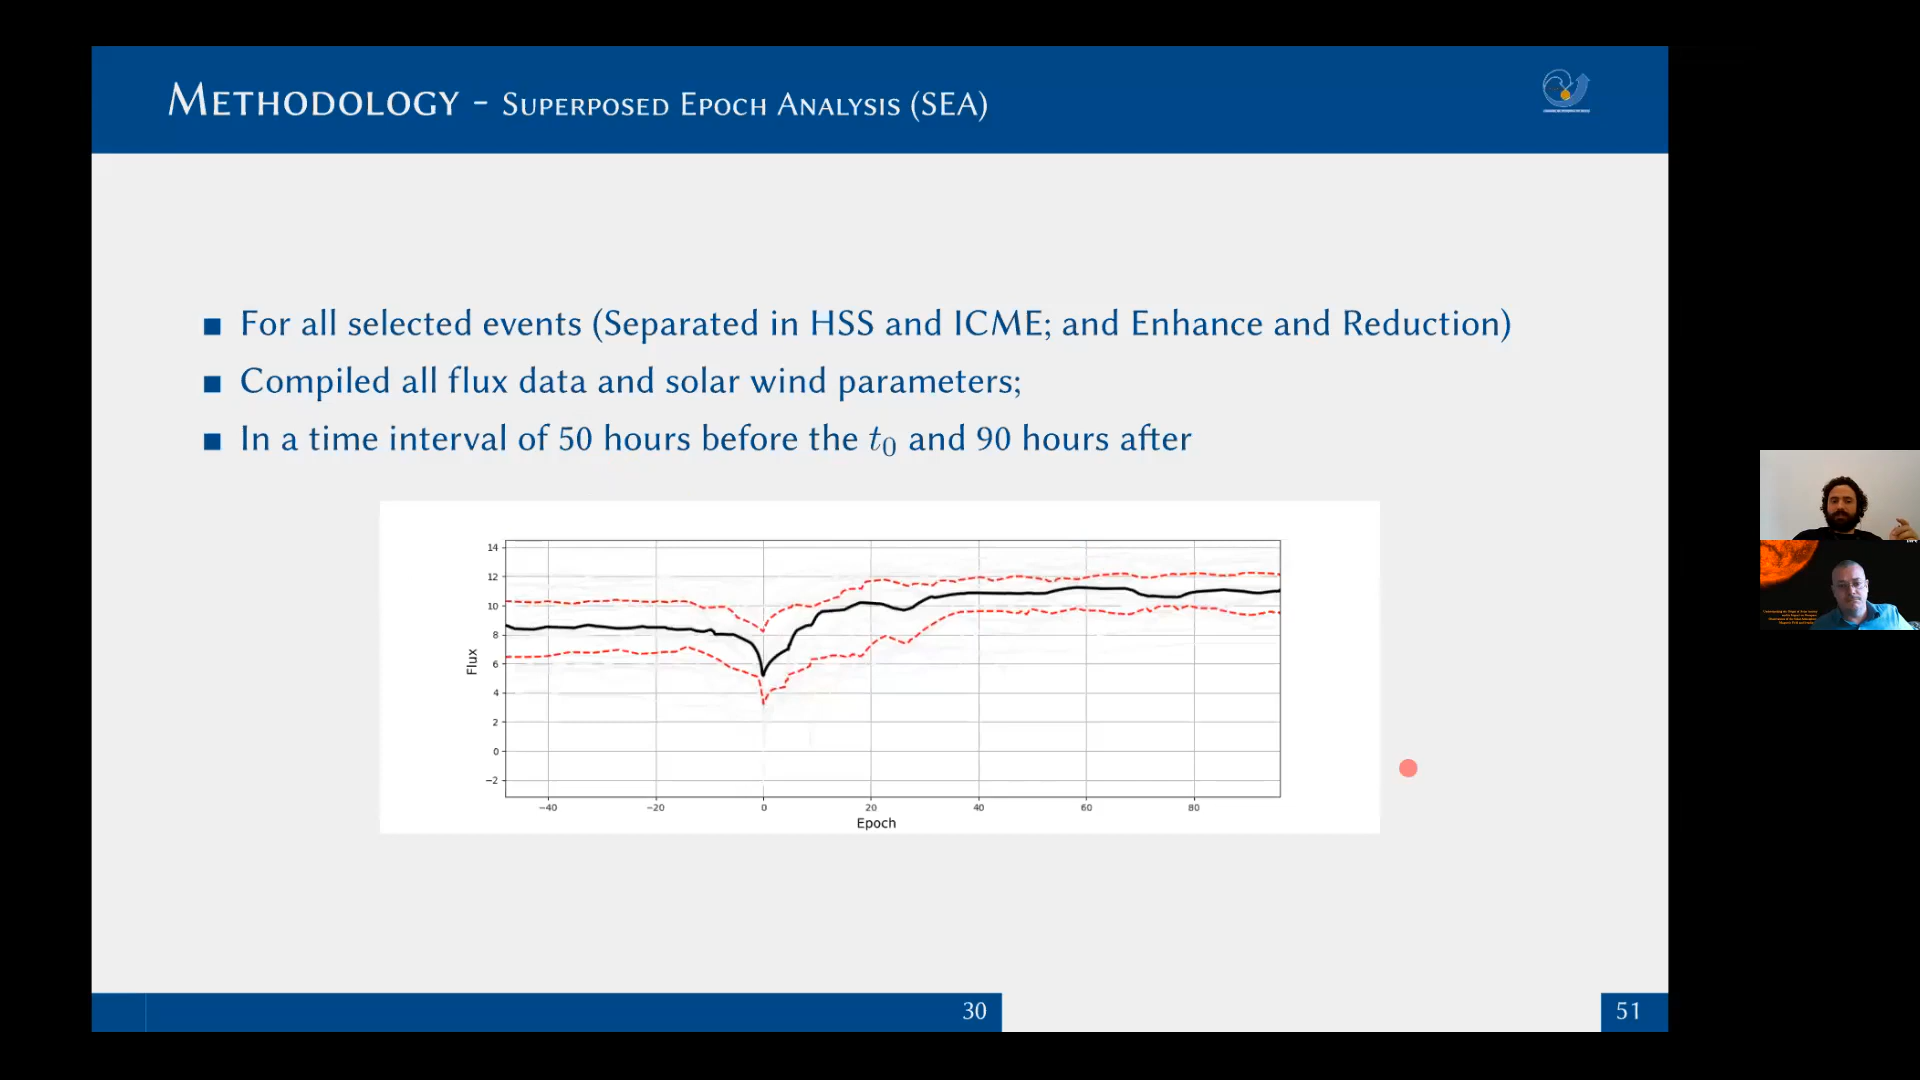 METHODOLOGY - SUPERPOSED EPOCH ANALYSIS (SEA)
For all selected events (Separated in HSS and ICME; and Enhance and Reduction)
Compiled all flux data and solar wind parameters;
In a time interval of 50 hours before the t0 and 90 hours after
14
12
10
8
6
4
2
0
−2
Flux
−40 −20 0 20 40 60 80
Epoch
30
51